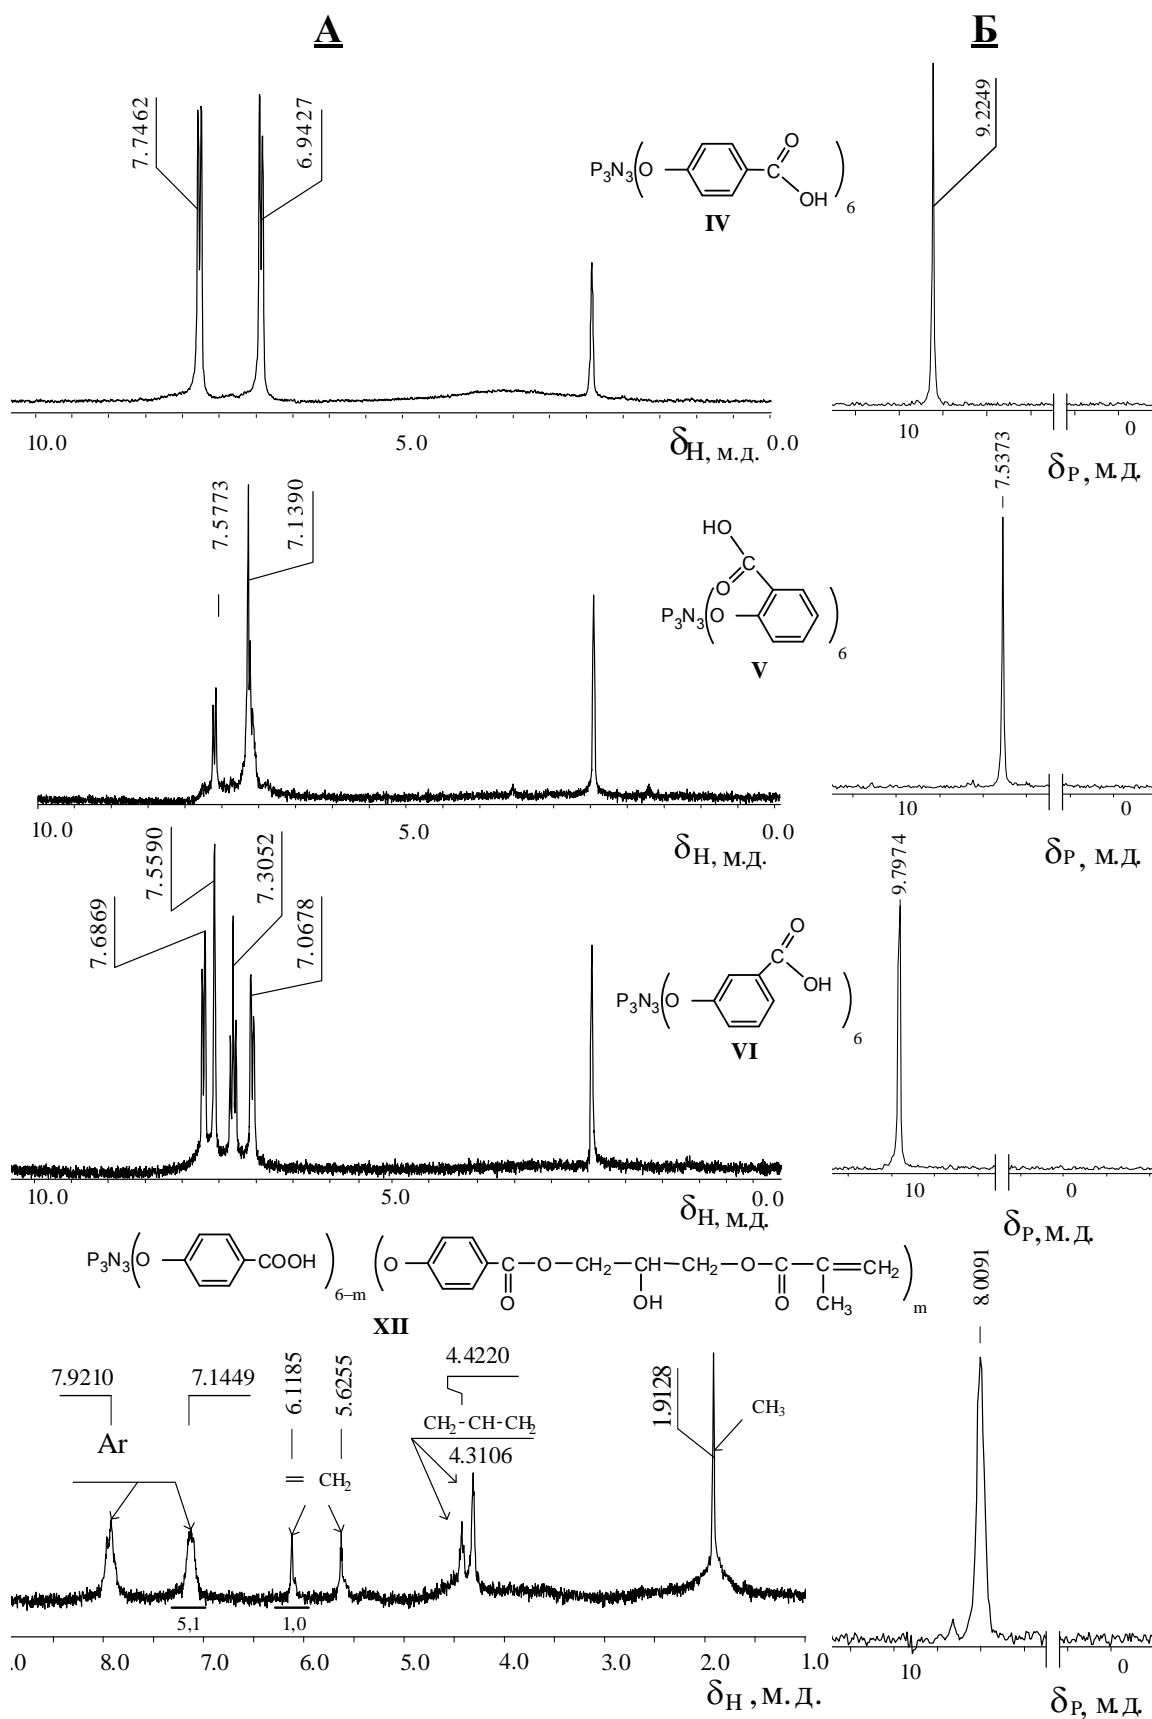 А Б
7.7462
6.9427
9.2249
P3N3(O C O OH)6
IV
10.0 5.0 0.0
δH, м.д.
10 0
δP, м.д.
7.5773
7.1390
7.5373
HO C O
P3N3(O )6
V
10.0 5.0 0.0
δH, м.д.
10 0
δP, м.д.
7.6869
7.5590
7.3052
7.0678
9.7974
P3N3(O C O OH)6
VI
10.0 5.0 0.0
δH, м.д.
10 0
δP, м.д.
P3N3(O COOH)6–m (O C O CH2 CH CH2 O C CH2)m
O OH O CH3
XII
8.0091
7.9210
7.1449
6.1185
5.6255
4.4220
CH2-CH-CH2
4.3106
1.9128
CH3
Ar
= CH2
5,1 1,0
.0 8.0 7.0 6.0 5.0 4.0 3.0 2.0 1.0
δH, м.д.
10 0
δP, м.д.